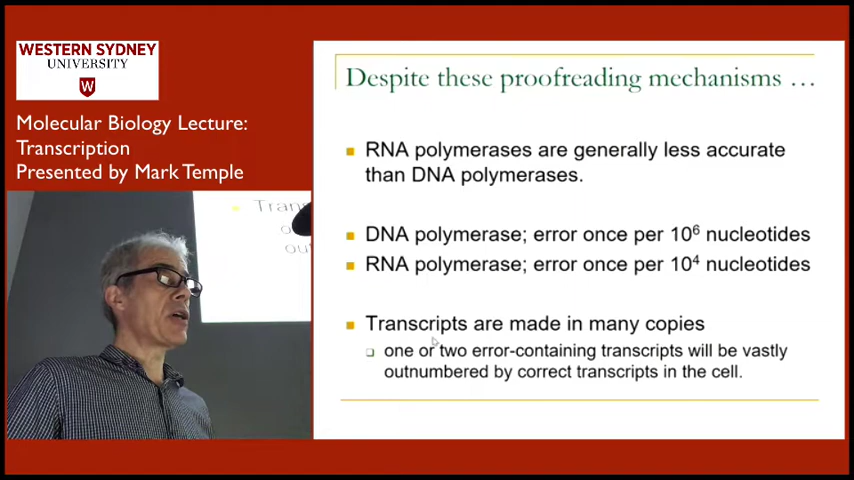 WESTERN SYDNEY
UNIVERSITY
W
Molecular Biology Lecture:
Transcription
Presented by Mark Temple
Despite these proofreading mechanisms …
RNA polymerases are generally less accurate
than DNA polymerases.
DNA polymerase; error once per 10⁶ nucleotides
RNA polymerase; error once per 10⁴ nucleotides
Transcripts are made in many copies
one or two error-containing transcripts will be vastly
outnumbered by correct transcripts in the cell.